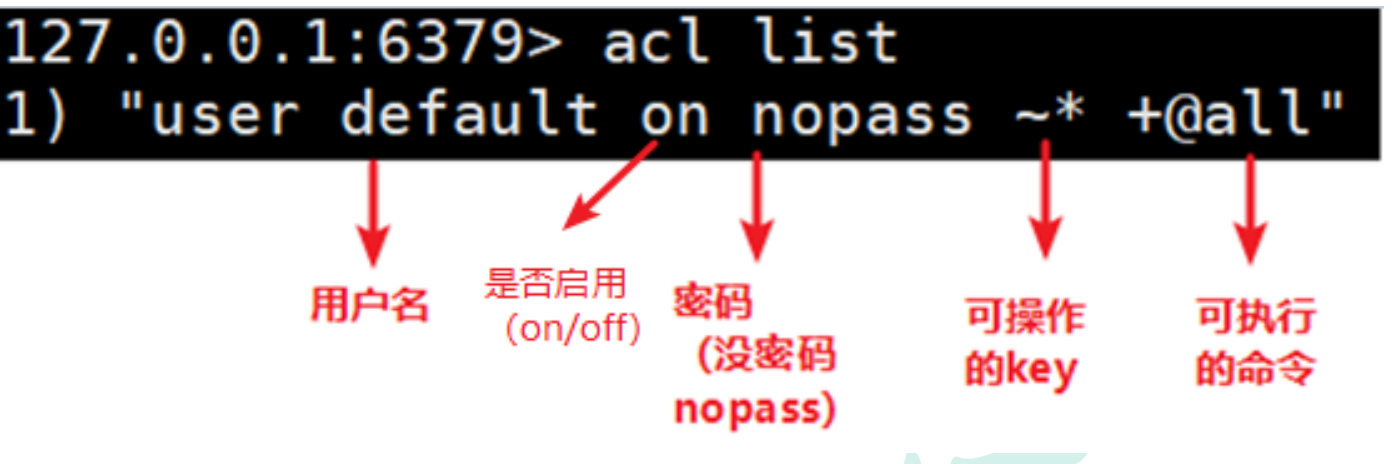 127.0.0.1:6379> acl list
1) "user default on nopass ~* +@all"
用户名
是否启用
（on/off）
密码
（没密码
nopass）
可操作
的key
可执行
的命令